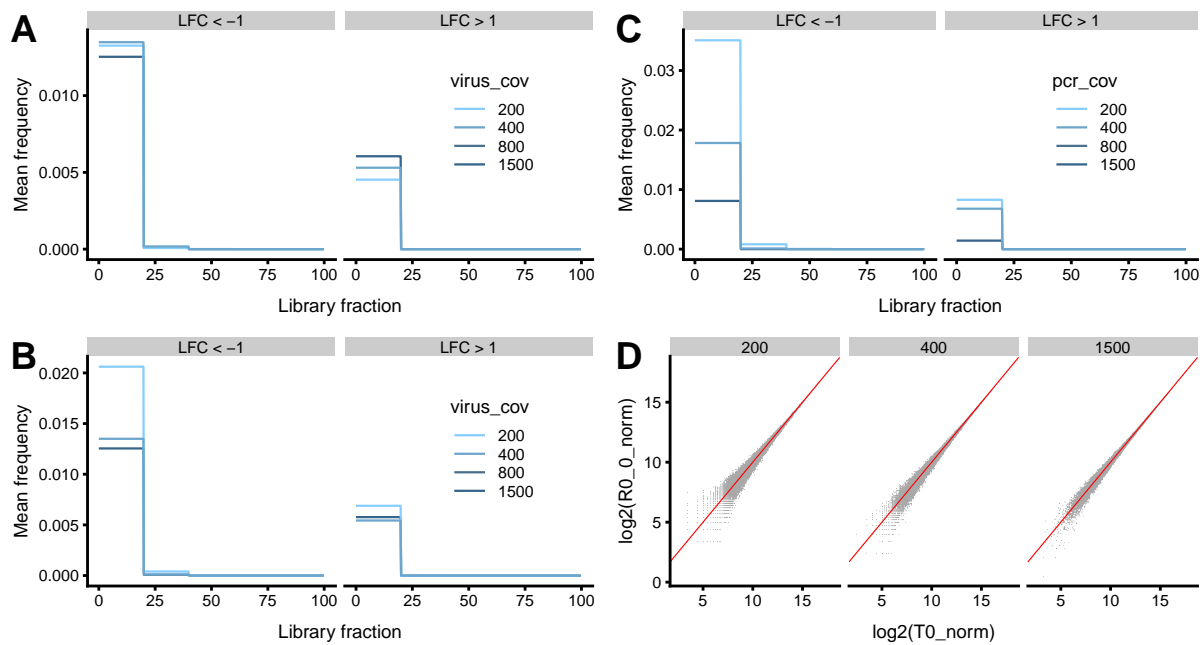 A
LFC < −1
LFC > 1
Mean frequency
0.010
0.005
0.000
virus_cov
200
400
800
1500
0 25 50 75 100
0 25 50 75 100
Library fraction
C
LFC < −1
LFC > 1
Mean frequency
0.03
0.02
0.01
0.00
pcr_cov
200
400
800
1500
0 25 50 75 100
0 25 50 75 100
Library fraction
B
LFC < −1
LFC > 1
Mean frequency
0.020
0.015
0.010
0.005
0.000
virus_cov
200
400
800
1500
0 25 50 75 100
0 25 50 75 100
Library fraction
D
200
400
1500
log2(R0_0_norm)
15
10
5
0
5 10 15
5 10 15
5 10 15
log2(T0_norm)